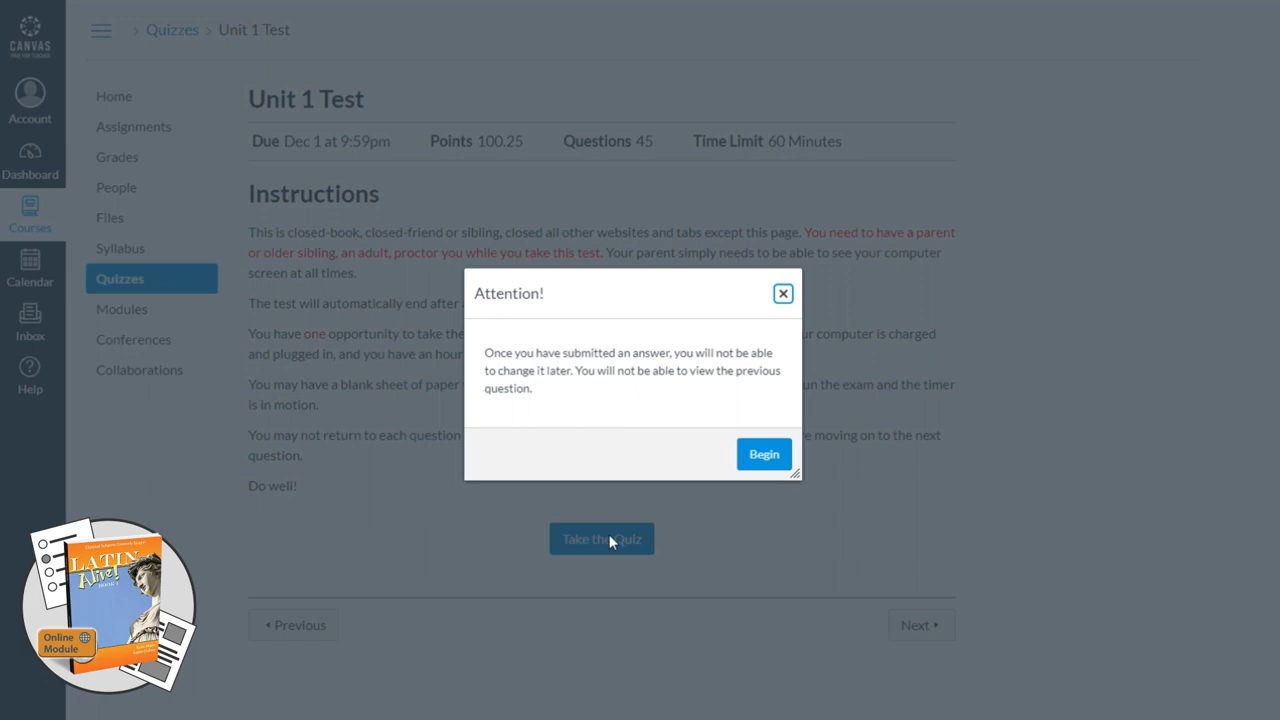 CANVAS
Account
Dashboard
Courses
Calendar
Inbox
Help
> Quizzes > Unit 1 Test
Home
Assignments
Grades
People
Files
Syllabus
Quizzes
Modules
Conferences
Collaborations
Unit 1 Test
Due Dec 1 at 9:59pm Points 100.25 Questions 45 Time Limit 60 Minutes
Instructions
This is closed-book, closed-friend or sibling, closed all other websites and tabs except this page. You need to have a parent
or older sibling, an adult, proctor you while you take this test. Your parent simply needs to be able to see your computer
screen at all times.
The test will automatically end after
You have one opportunity to take the ur computer is charged
and plugged in, and you have an hour
You may have a blank sheet of paper un the exam and the timer
is in motion.
You may not return to each question re moving on to the next
question.
Do well!
Attention!
Once you have submitted an answer, you will not be able
to change it later. You will not be able to view the previous
question.
Begin
Take the Quiz
Previous
Next
LATIN
Alive!
Online
Module